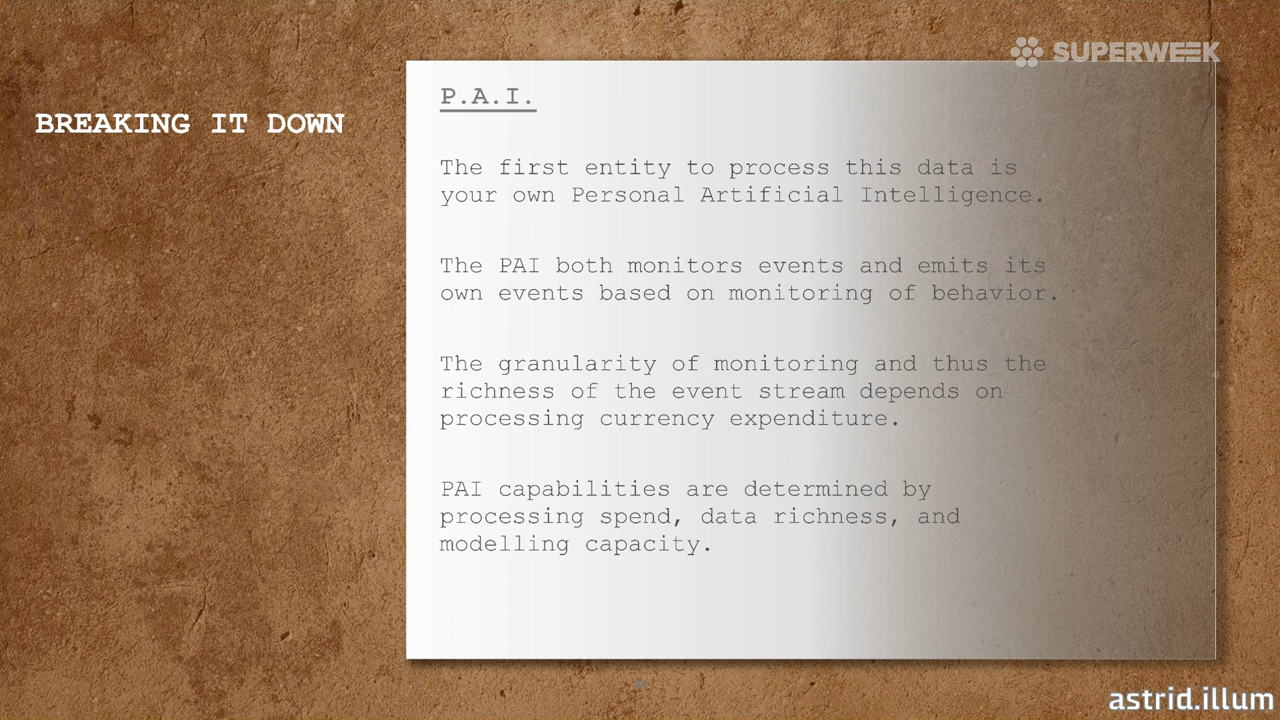 SUPERWEEK
BREAKING IT DOWN
P.A.I.
The first entity to process this data is
your own Personal Artificial Intelligence.
The PAI both monitors events and emits its
own events based on monitoring of behavior.
The granularity of monitoring and thus the
richness of the event stream depends on
processing currency expenditure.
PAI capabilities are determined by
processing spend, data richness, and
modelling capacity.
astrid.illum